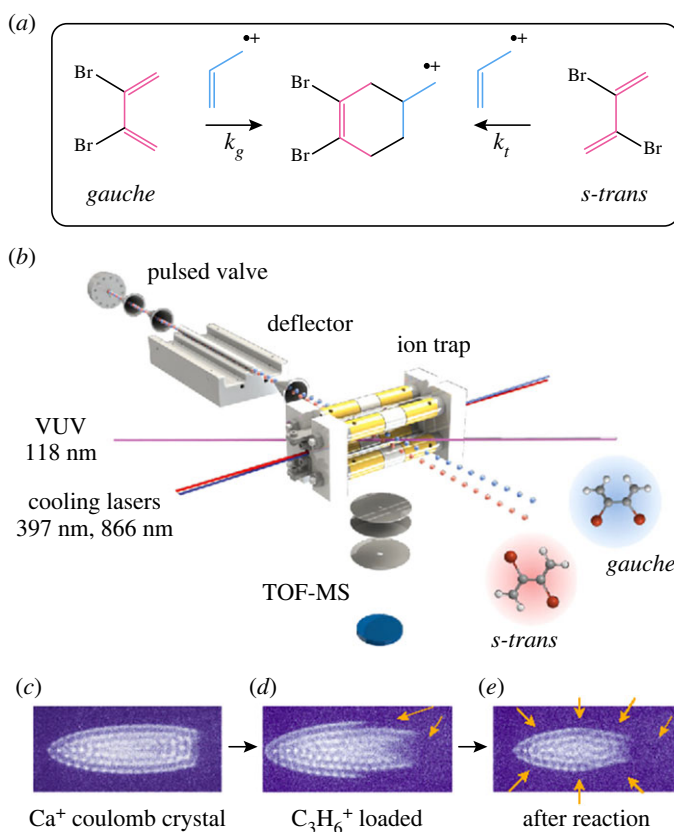 (a)
•+
•+
•+
Br
Br
Br
Br
Br
Br
k_g
k_t
gauche
s-trans
(b)
pulsed valve
deflector
ion trap
VUV
118 nm
cooling lasers
397 nm, 866 nm
TOF-MS
gauche
s-trans
(c)
(d)
(e)
Ca⁺ coulomb crystal
C₃H₆⁺ loaded
after reaction